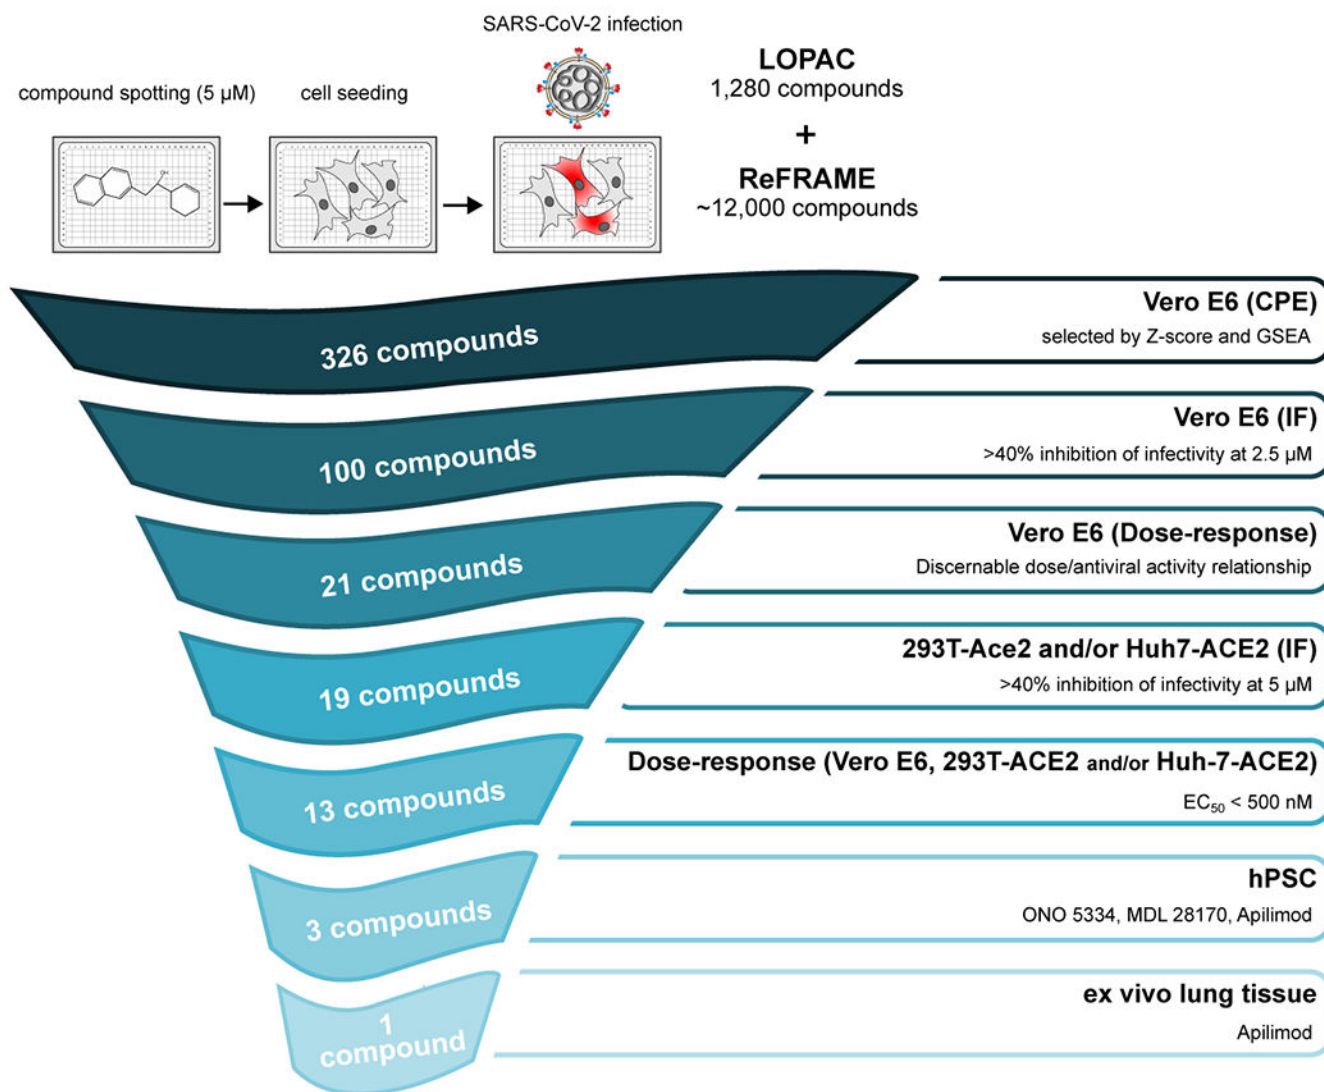 SARS-CoV-2 infection
compound spotting (5 µM)
cell seeding
LOPAC
1,280 compounds
+
ReFRAME
~12,000 compounds
326 compounds
Vero E6 (CPE)
selected by Z-score and GSEA
100 compounds
Vero E6 (IF)
>40% inhibition of infectivity at 2.5 µM
21 compounds
Vero E6 (Dose-response)
Discernable dose/antiviral activity relationship
19 compounds
293T-Ace2 and/or Huh7-ACE2 (IF)
>40% inhibition of infectivity at 5 µM
13 compounds
Dose-response (Vero E6, 293T-ACE2 and/or Huh-7-ACE2)
EC50 < 500 nM
3 compounds
hPSC
ONO 5334, MDL 28170, Apilimod
1
compound
ex vivo lung tissue
Apilimod